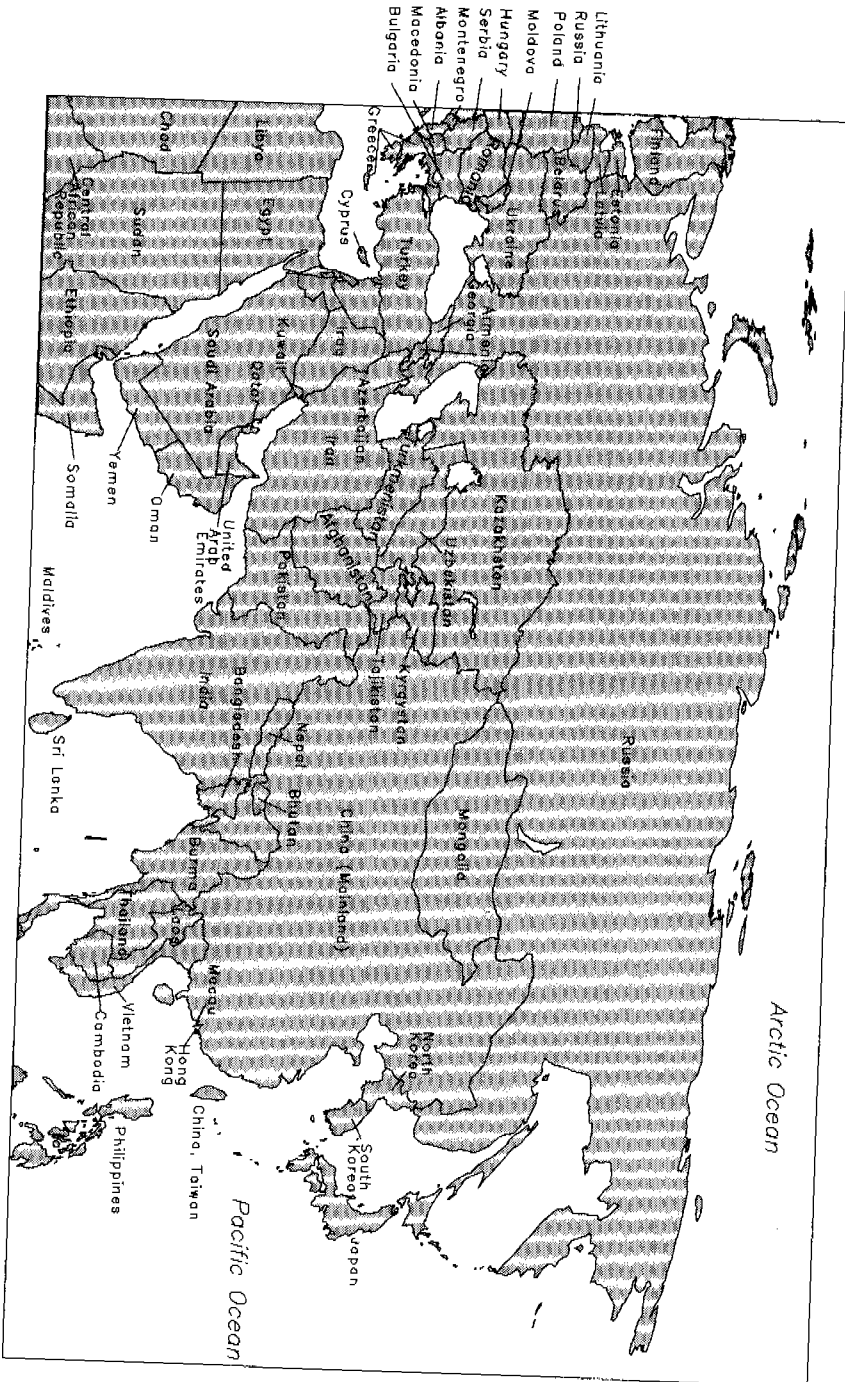 Lithuania
Russia
Poland
Moldova
Hungary
Serbia
Montenegro
Albania
Macedonia
Bulgaria
Arctic Ocean
Finland
Estonia
Latvia
Belarus
Ukraine
Romania
Greece
Cyprus
Turkey
Georgia
Armenia
Azerbaijan
Russia
Kazakhstan
Uzbekistan
Turkmenistan
Kyrgystan
Tajikistan
Mongolia
Libya
Egypt
Chad
Sudan
Central
African
Republic
Ethiopia
Somalia
Iraq
Kuwait
Iran
Saudi Arabia
Qatar
Yemen
Oman
United
Arab
Emirates
Afghanistan
Pakistan
India
Nepal
Bhutan
Bangladesh
Maldives
Sri Lanka
China (Mainland)
Burma
Laos
Thailand
Vietnam
Cambodia
Macau
Hong
Kong
China, Taiwan
North
Korea
South
Korea
Japan
Philippines
Pacific Ocean